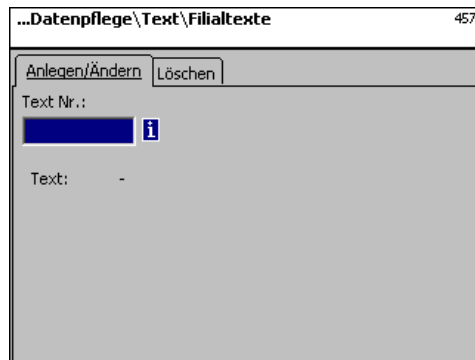 ...Datenpflege\Text\Filialtexte 457
Anlegen/Ändern Löschen
Text Nr.:
i
Text: -